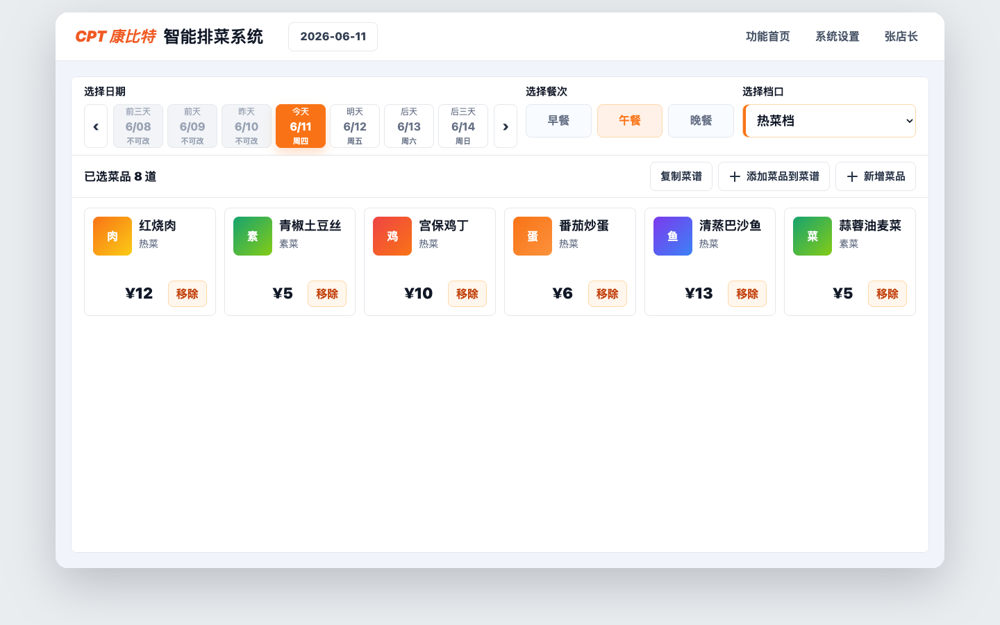 CPT 康比特 智能排菜系统 2026-06-11 功能首页 系统设置 张店长
选择日期 选择餐次 选择档口
‹ 前三天 6/08 不可改 前天 6/09 不可改 昨天 6/10 不可改 今天 6/11 周四 明天 6/12 周五 后天 6/13 周六 后三天 6/14 周日 ›
早餐 午餐 晚餐 热菜档
已选菜品 8 道 复制菜谱 + 添加菜品到菜谱 + 新增菜品
肉 红烧肉 热菜 ¥12 移除
素 青椒土豆丝 素菜 ¥5 移除
鸡 宫保鸡丁 热菜 ¥10 移除
蛋 番茄炒蛋 热菜 ¥6 移除
鱼 清蒸巴沙鱼 热菜 ¥13 移除
菜 蒜蓉油麦菜 素菜 ¥5 移除